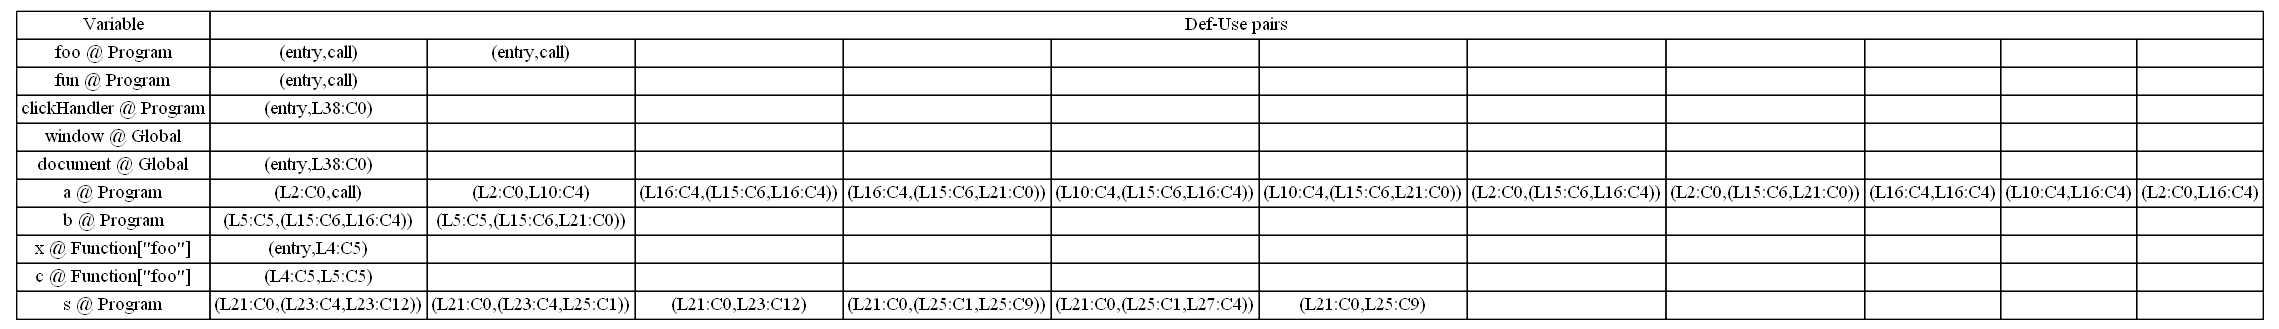 Variable Def-Use pairs
foo @ Program (entry,call) (entry,call)
fun @ Program (entry,call)
clickHandler @ Program (entry,L38:C0)
window @ Global
document @ Global (entry,L38:C0)
a @ Program (L2:C0,call) (L2:C0,L10:C4) (L16:C4,(L15:C6,L16:C4)) (L16:C4,(L15:C6,L21:C0)) (L10:C4,(L15:C6,L16:C4)) (L10:C4,(L15:C6,L21:C0)) (L2:C0,(L15:C6,L16:C4)) (L2:C0,(L15:C6,L21:C0)) (L16:C4,L16:C4) (L10:C4,L16:C4) (L2:C0,L16:C4)
b @ Program (L5:C5,(L15:C6,L16:C4)) (L5:C5,(L15:C6,L21:C0))
x @ Function["foo"] (entry,L4:C5)
c @ Function["foo"] (L4:C5,L5:C5)
s @ Program (L21:C0,(L23:C4,L23:C12)) (L21:C0,(L23:C4,L25:C1)) (L21:C0,L23:C12) (L21:C0,(L25:C1,L25:C9)) (L21:C0,(L25:C1,L27:C4)) (L21:C0,L25:C9)